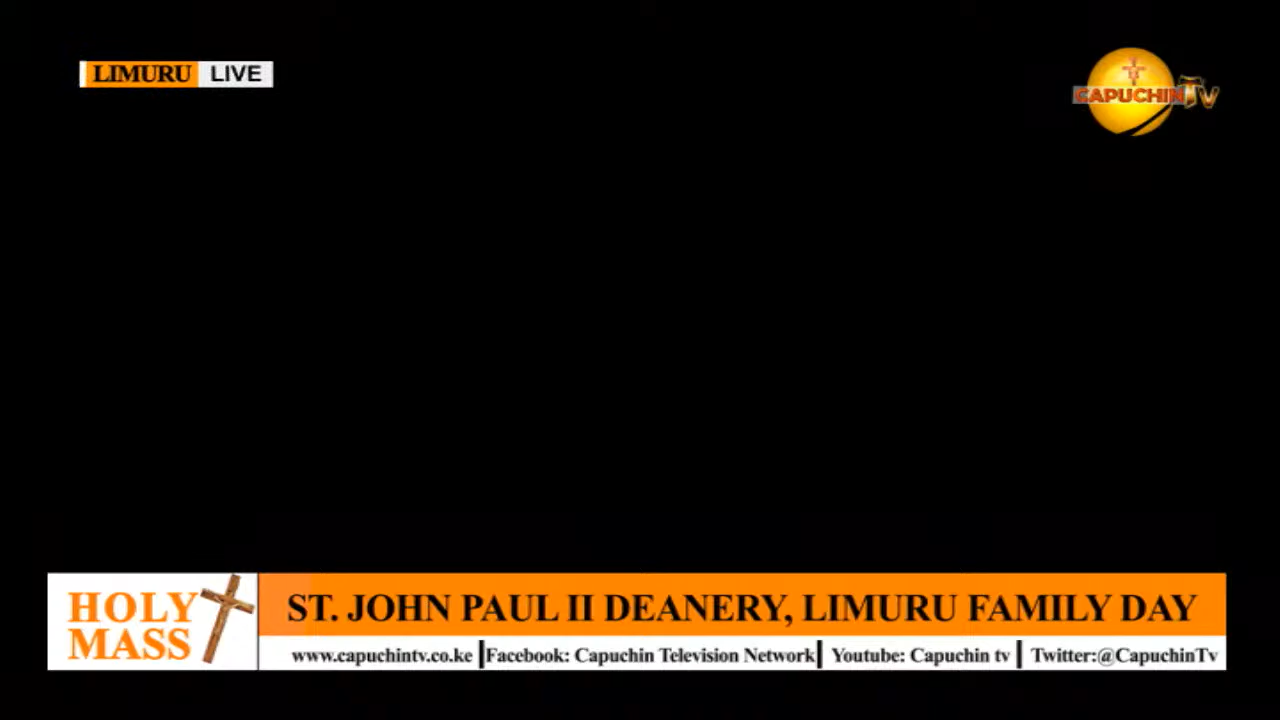 LIMURU LIVE
CAPUCHIN TV
HOLY MASS
ST. JOHN PAUL II DEANERY, LIMURU FAMILY DAY
www.capuchintv.co.ke | Facebook: Capuchin Television Network | Youtube: Capuchin tv | Twitter:@CapuchinTv